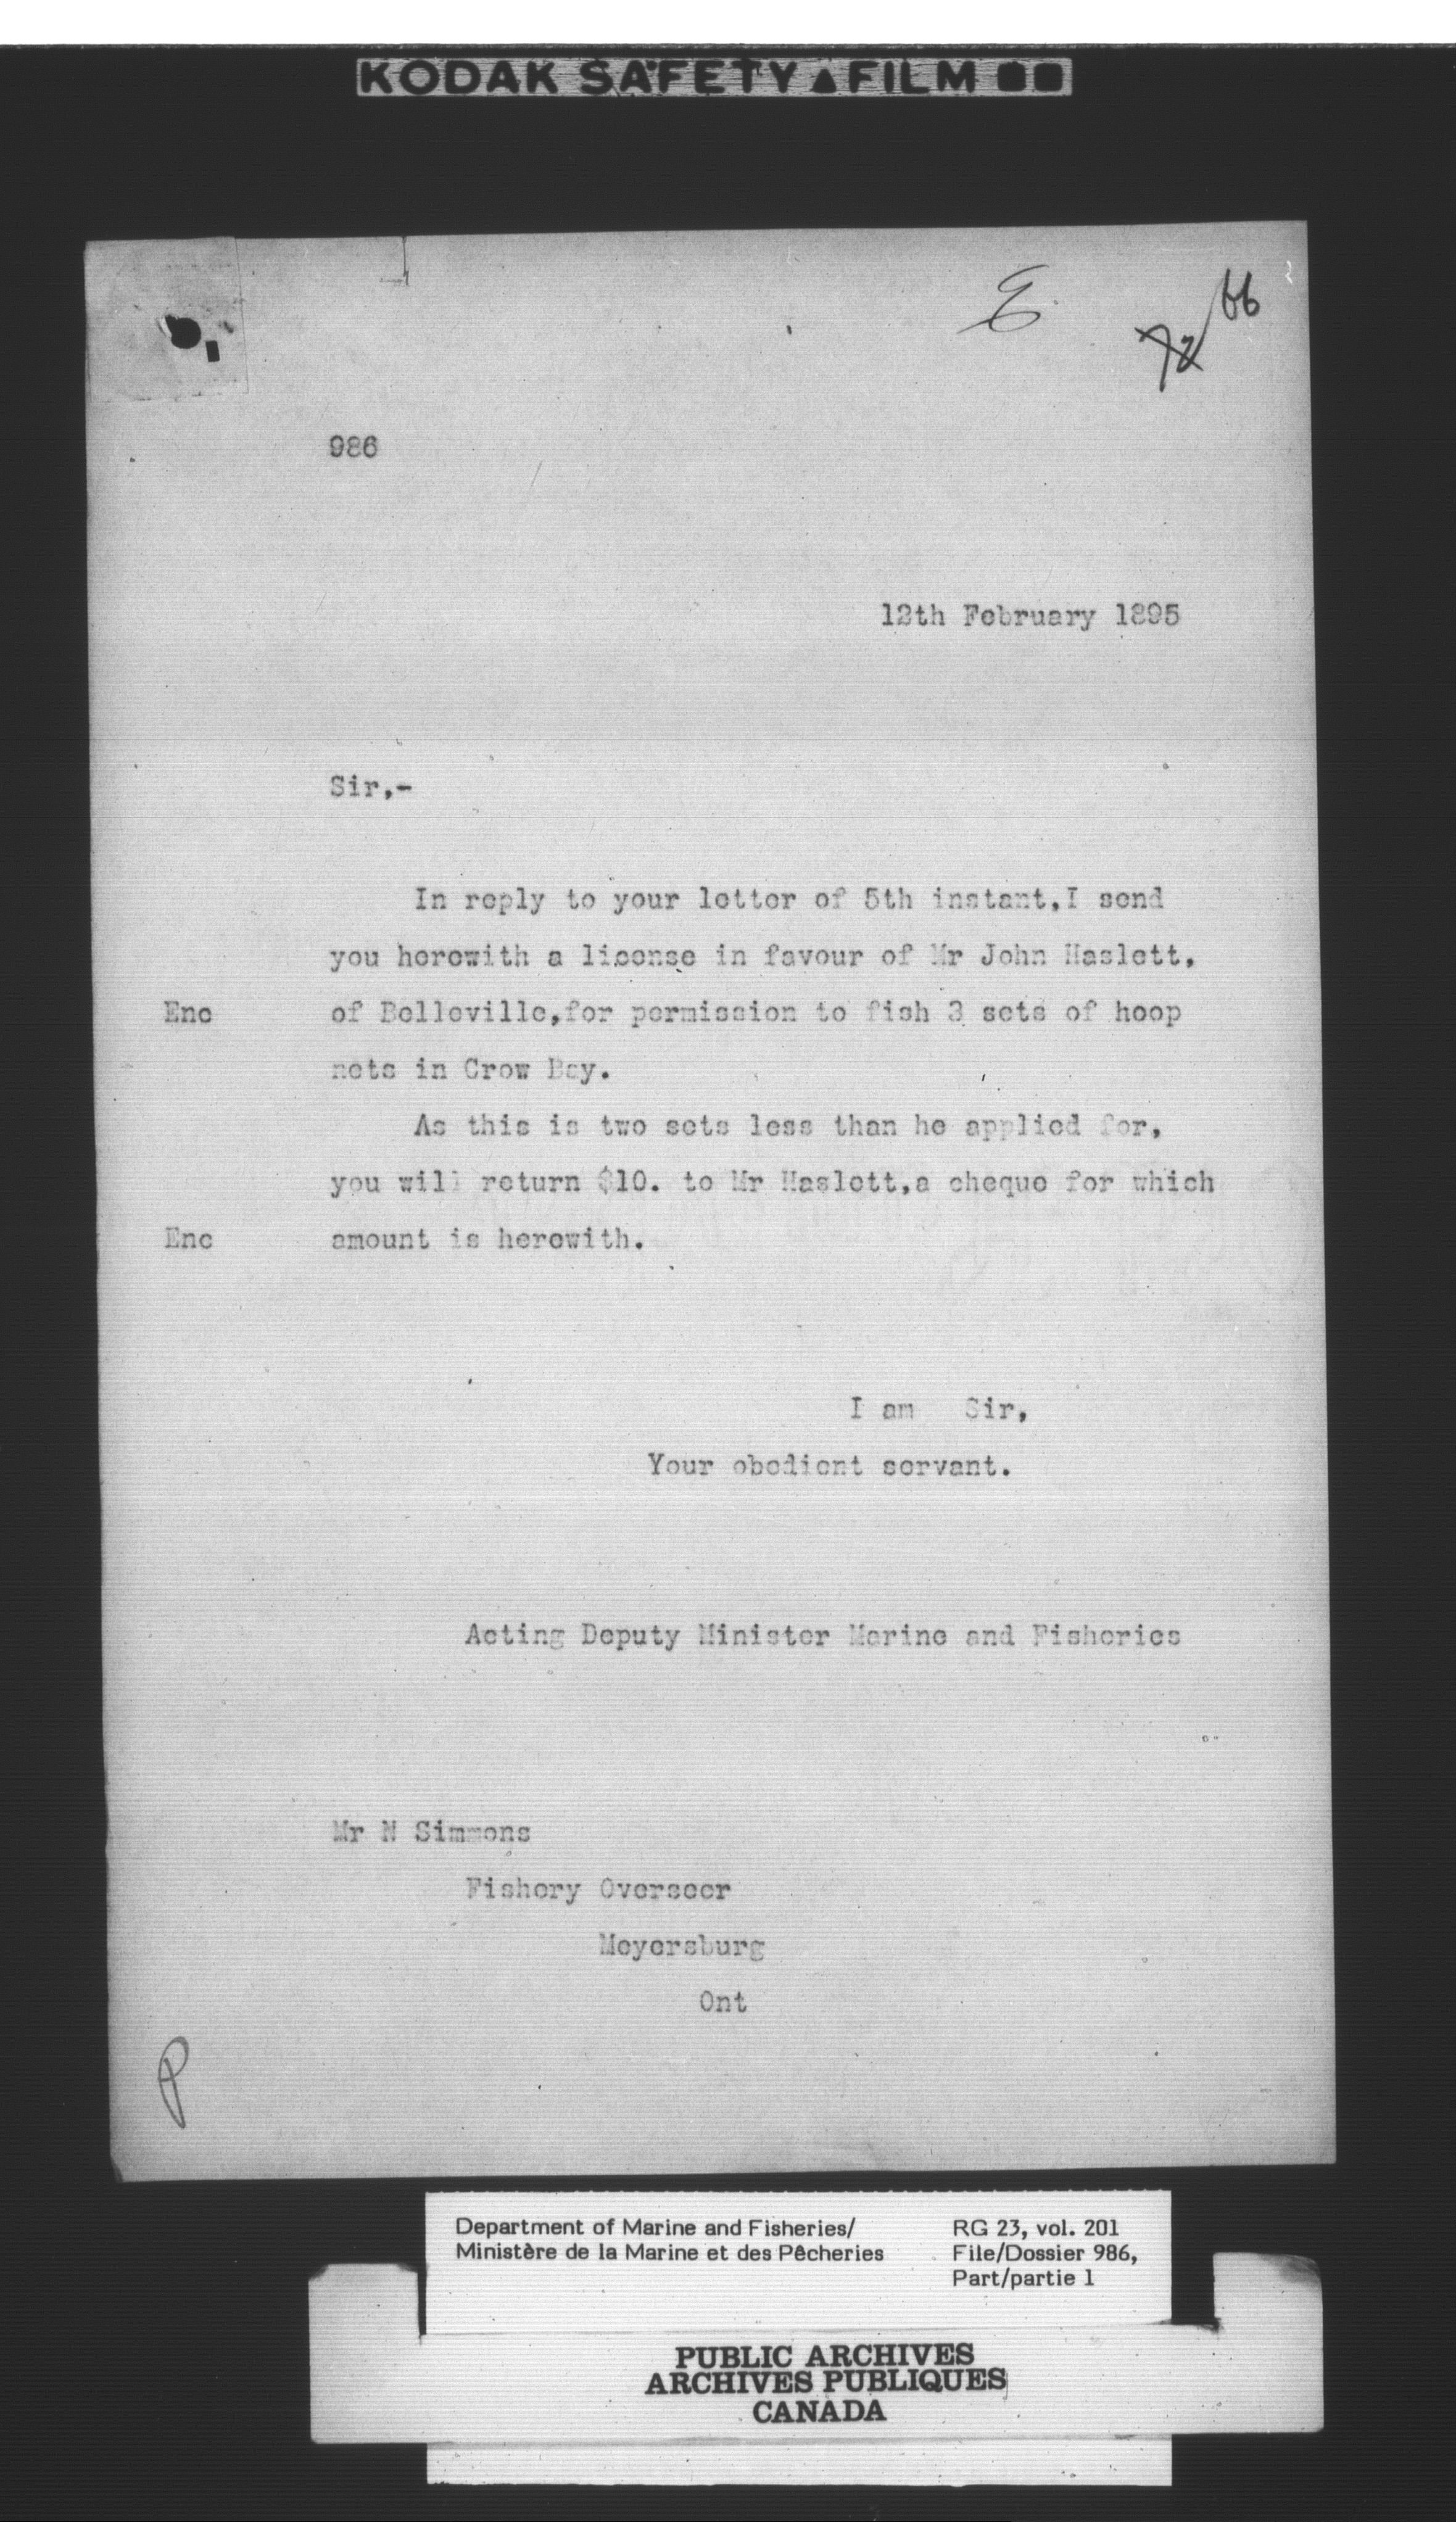 KODAK SAFETY FILM
E
66
72
986
12th February 1895
Sir,-
In reply to your letter of 5th instant, I send
you herewith a license in favour of Mr John Haslett,
Enc of Belleville, for permission to fish 3 sets of hoop
nets in Crow Bay.
As this is two sets less than he applied for,
you will return $10. to Mr Haslett, a cheque for which
Enc amount is herewith.
I am Sir,
Your obedient servant.
Acting Deputy Minister Marine and Fisheries
Mr N Simmons
Fishery Overseer
Meyersburg
Ont
P
Department of Marine and Fisheries/
Ministère de la Marine et des Pêcheries
RG 23, vol. 201
File/Dossier 986,
Part/partie 1
PUBLIC ARCHIVES
ARCHIVES PUBLIQUES
CANADA